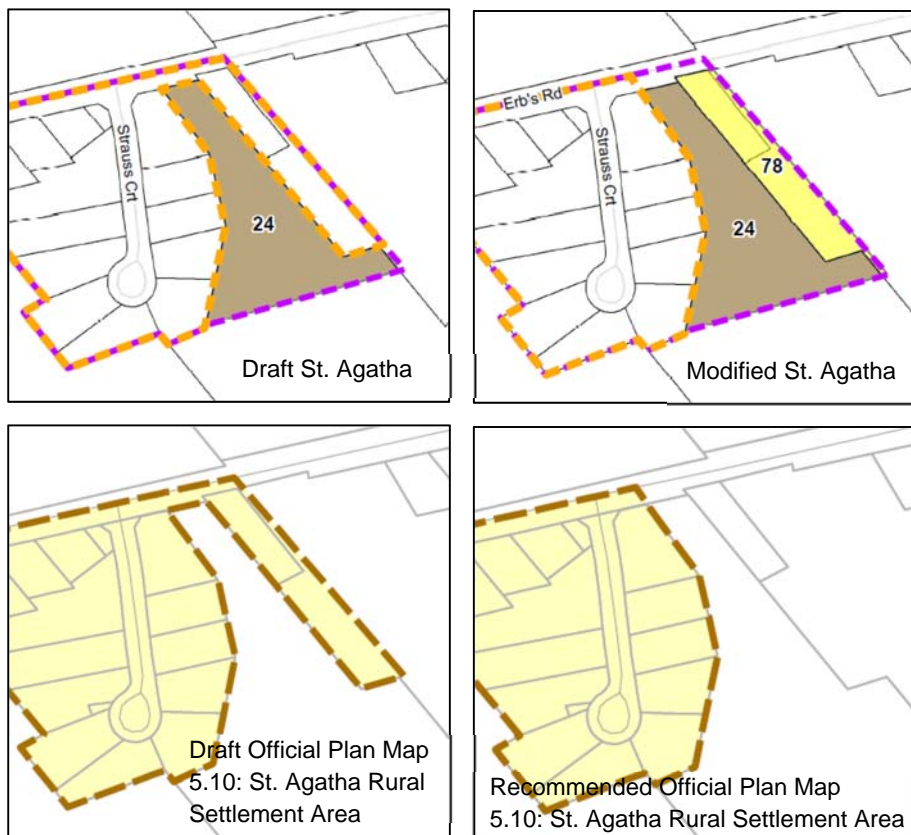 Strauss Crt
24
Draft St. Agatha
Erb's Rd
Strauss Crt
78
24
Modified St. Agatha
Draft Official Plan Map
5.10: St. Agatha Rural
Settlement Area
Recommended Official Plan Map
5.10: St. Agatha Rural Settlement Area